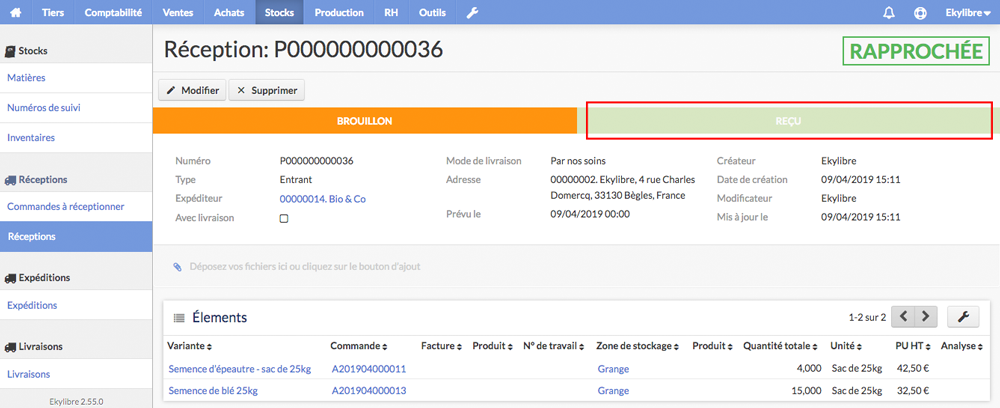 Tiers Comptabilité Ventes Achats Stocks Production RH Outils Ekylibre
Stocks
Matières
Numéros de suivi
Inventaires
Réceptions
Commandes à réceptionner
Réceptions
Expéditions
Expéditions
Livraisons
Livraisons
Ekylibre 2.55.0
Réception: P000000000036
RAPPROCHÉE
Modifier Supprimer
BROUILLON REÇU
Numéro P000000000036
Type Entrant
Expéditeur 00000014. Bio & Co
Avec livraison
Mode de livraison Par nos soins
Adresse 00000002. Ekylibre, 4 rue Charles
Domercq, 33130 Bègles, France
Prévu le 09/04/2019 00:00
Créateur Ekylibre
Date de création 09/04/2019 15:11
Modificateur Ekylibre
Mis à jour le 09/04/2019 15:11
Déposez vos fichiers ici ou cliquez sur le bouton d'ajout
Élements 1-2 sur 2
Variante Commande Facture Produit N° de travail Zone de stockage Produit Quantité totale Unité PU HT Analyse
Semence d'épeautre - sac de 25kg A201904000011 Grange 4,000 Sac de 25kg 42,50 €
Semence de blé 25kg A201904000013 Grange 15,000 Sac de 25kg 32,50 €